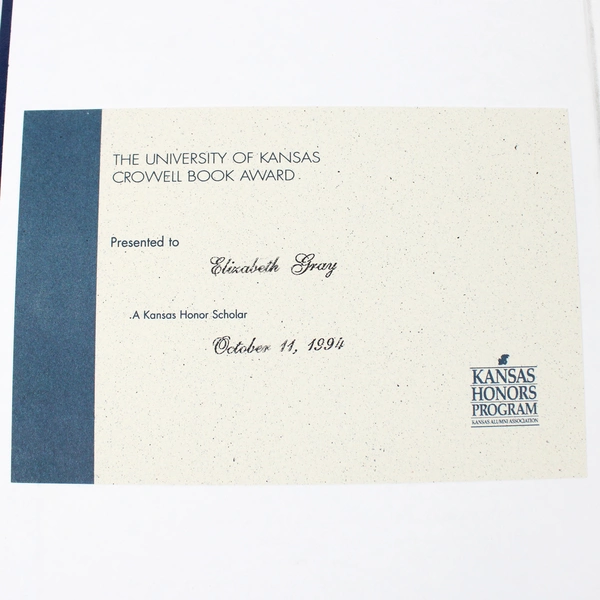 THE UNIVERSITY OF KANSAS
CROWELL BOOK AWARD
Presented to
Elizabeth Gray
A Kansas Honor Scholar
October 11, 1994
KANSAS
HONORS
PROGRAM
KANSAS ALUMNI ASSOCIATION